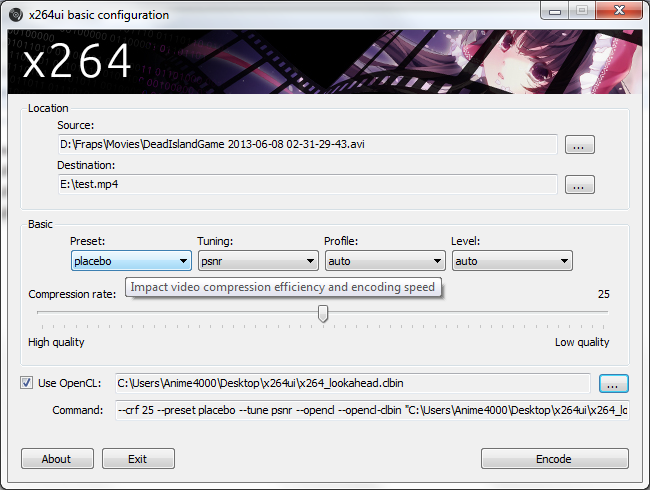 x264ui basic configuration
x264
Location
Source:
D:\Fraps\Movies\DeadIslandGame 2013-06-08 02-31-29-43.avi
...
Destination:
E:\test.mp4
...
Basic
Preset: Tuning: Profile: Level:
placebo psnr auto auto
Impact video compression efficiency and encoding speed
Compression rate: 25
High quality Low quality
Use OpenCL: C:\Users\Anime4000\Desktop\x264ui\x264_lookahead.clbin ...
Command: --crf 25 --preset placebo --tune psnr --opencl --opencl-clbin "C:\Users\Anime4000\Desktop\x264ui\x264_lo
About Exit Encode